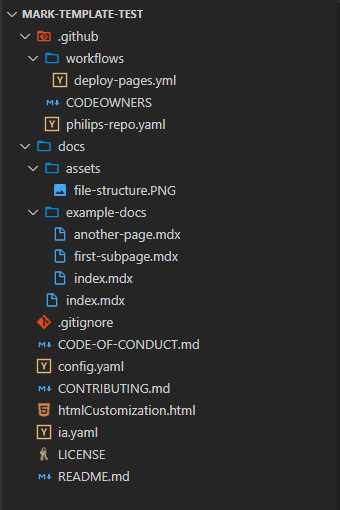 MARK-TEMPLATE-TEST
.github
workflows
deploy-pages.yml
CODEOWNERS
philips-repo.yaml
docs
assets
file-structure.PNG
example-docs
another-page.mdx
first-subpage.mdx
index.mdx
index.mdx
.gitignore
CODE-OF-CONDUCT.md
config.yaml
CONTRIBUTING.md
htmlCustomization.html
ia.yaml
LICENSE
README.md